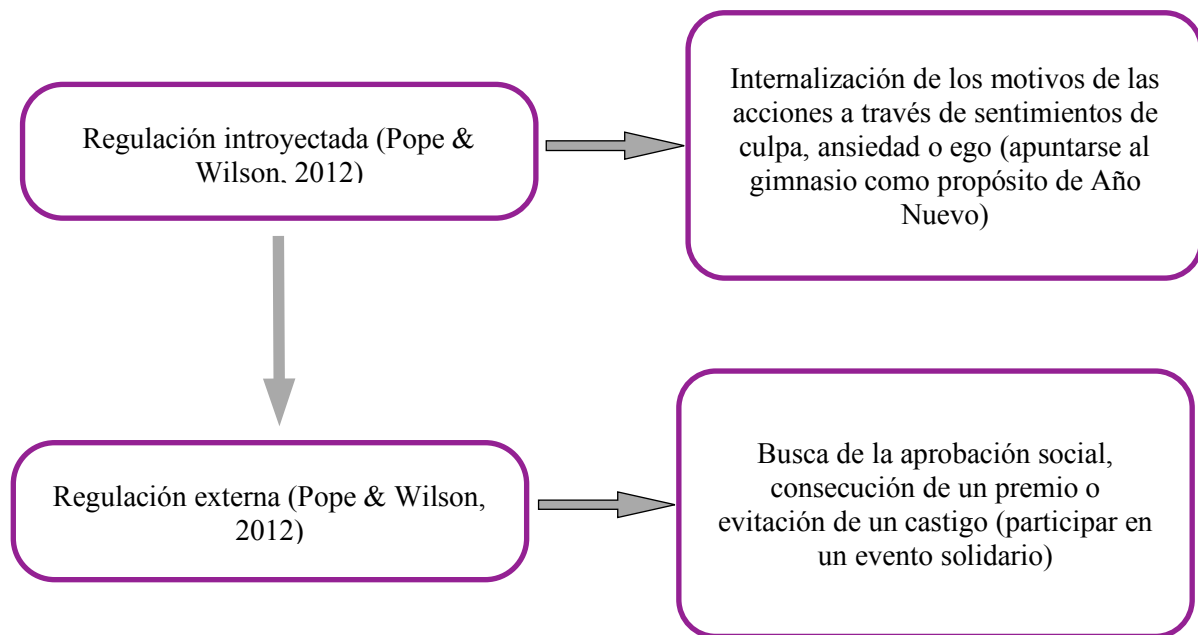 Regulación introyectada (Pope &
Wilson, 2012)
Internalización de los motivos de las
acciones a través de sentimientos de
culpa, ansiedad o ego (apuntarse al
gimnasio como propósito de Año
Nuevo)
Regulación externa (Pope & Wilson,
2012)
Busca de la aprobación social,
consecución de un premio o
evitación de un castigo (participar en
un evento solidario)